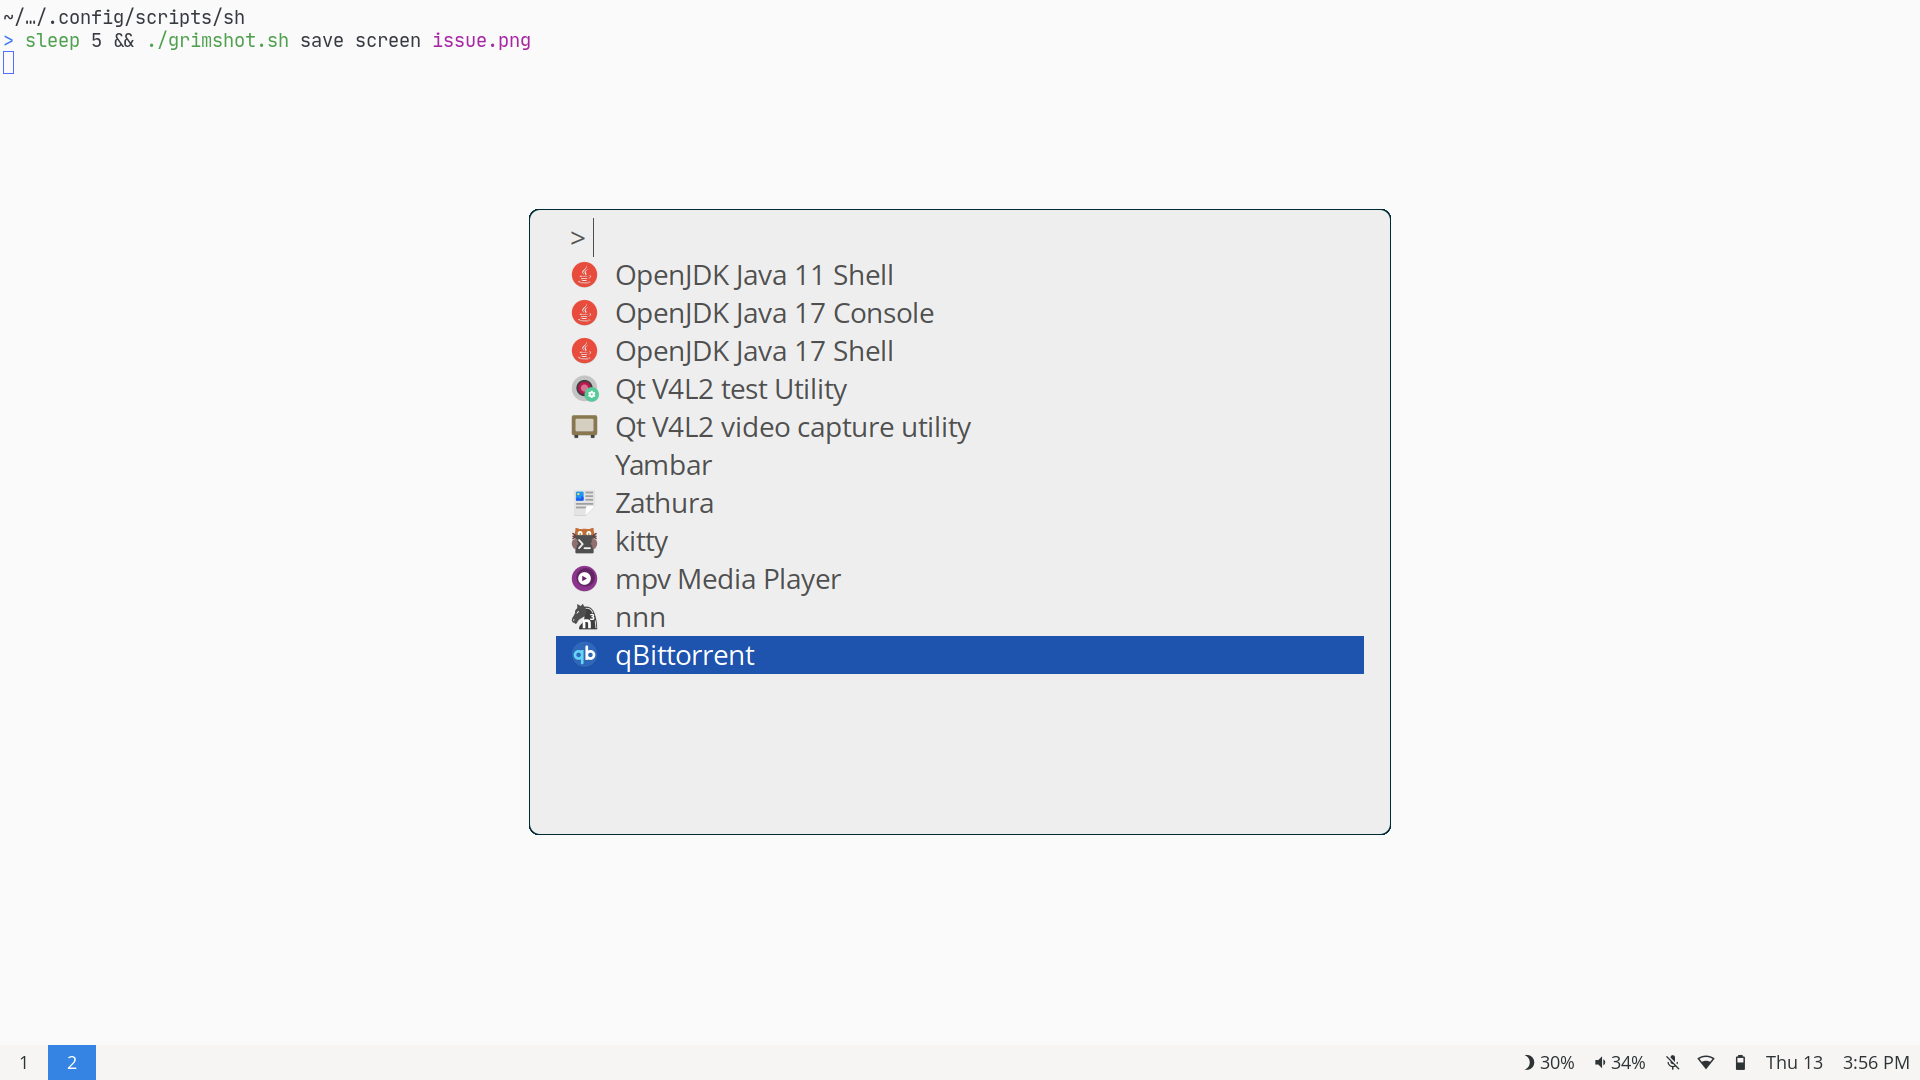 ~/…/.config/scripts/sh
> sleep 5 && ./grimshot.sh save screen issue.png
>
OpenJDK Java 11 Shell
OpenJDK Java 17 Console
OpenJDK Java 17 Shell
Qt V4L2 test Utility
Qt V4L2 video capture utility
Yambar
Zathura
kitty
mpv Media Player
nnn
qb qBittorrent
1 2 30% 34% Thu 13 3:56 PM